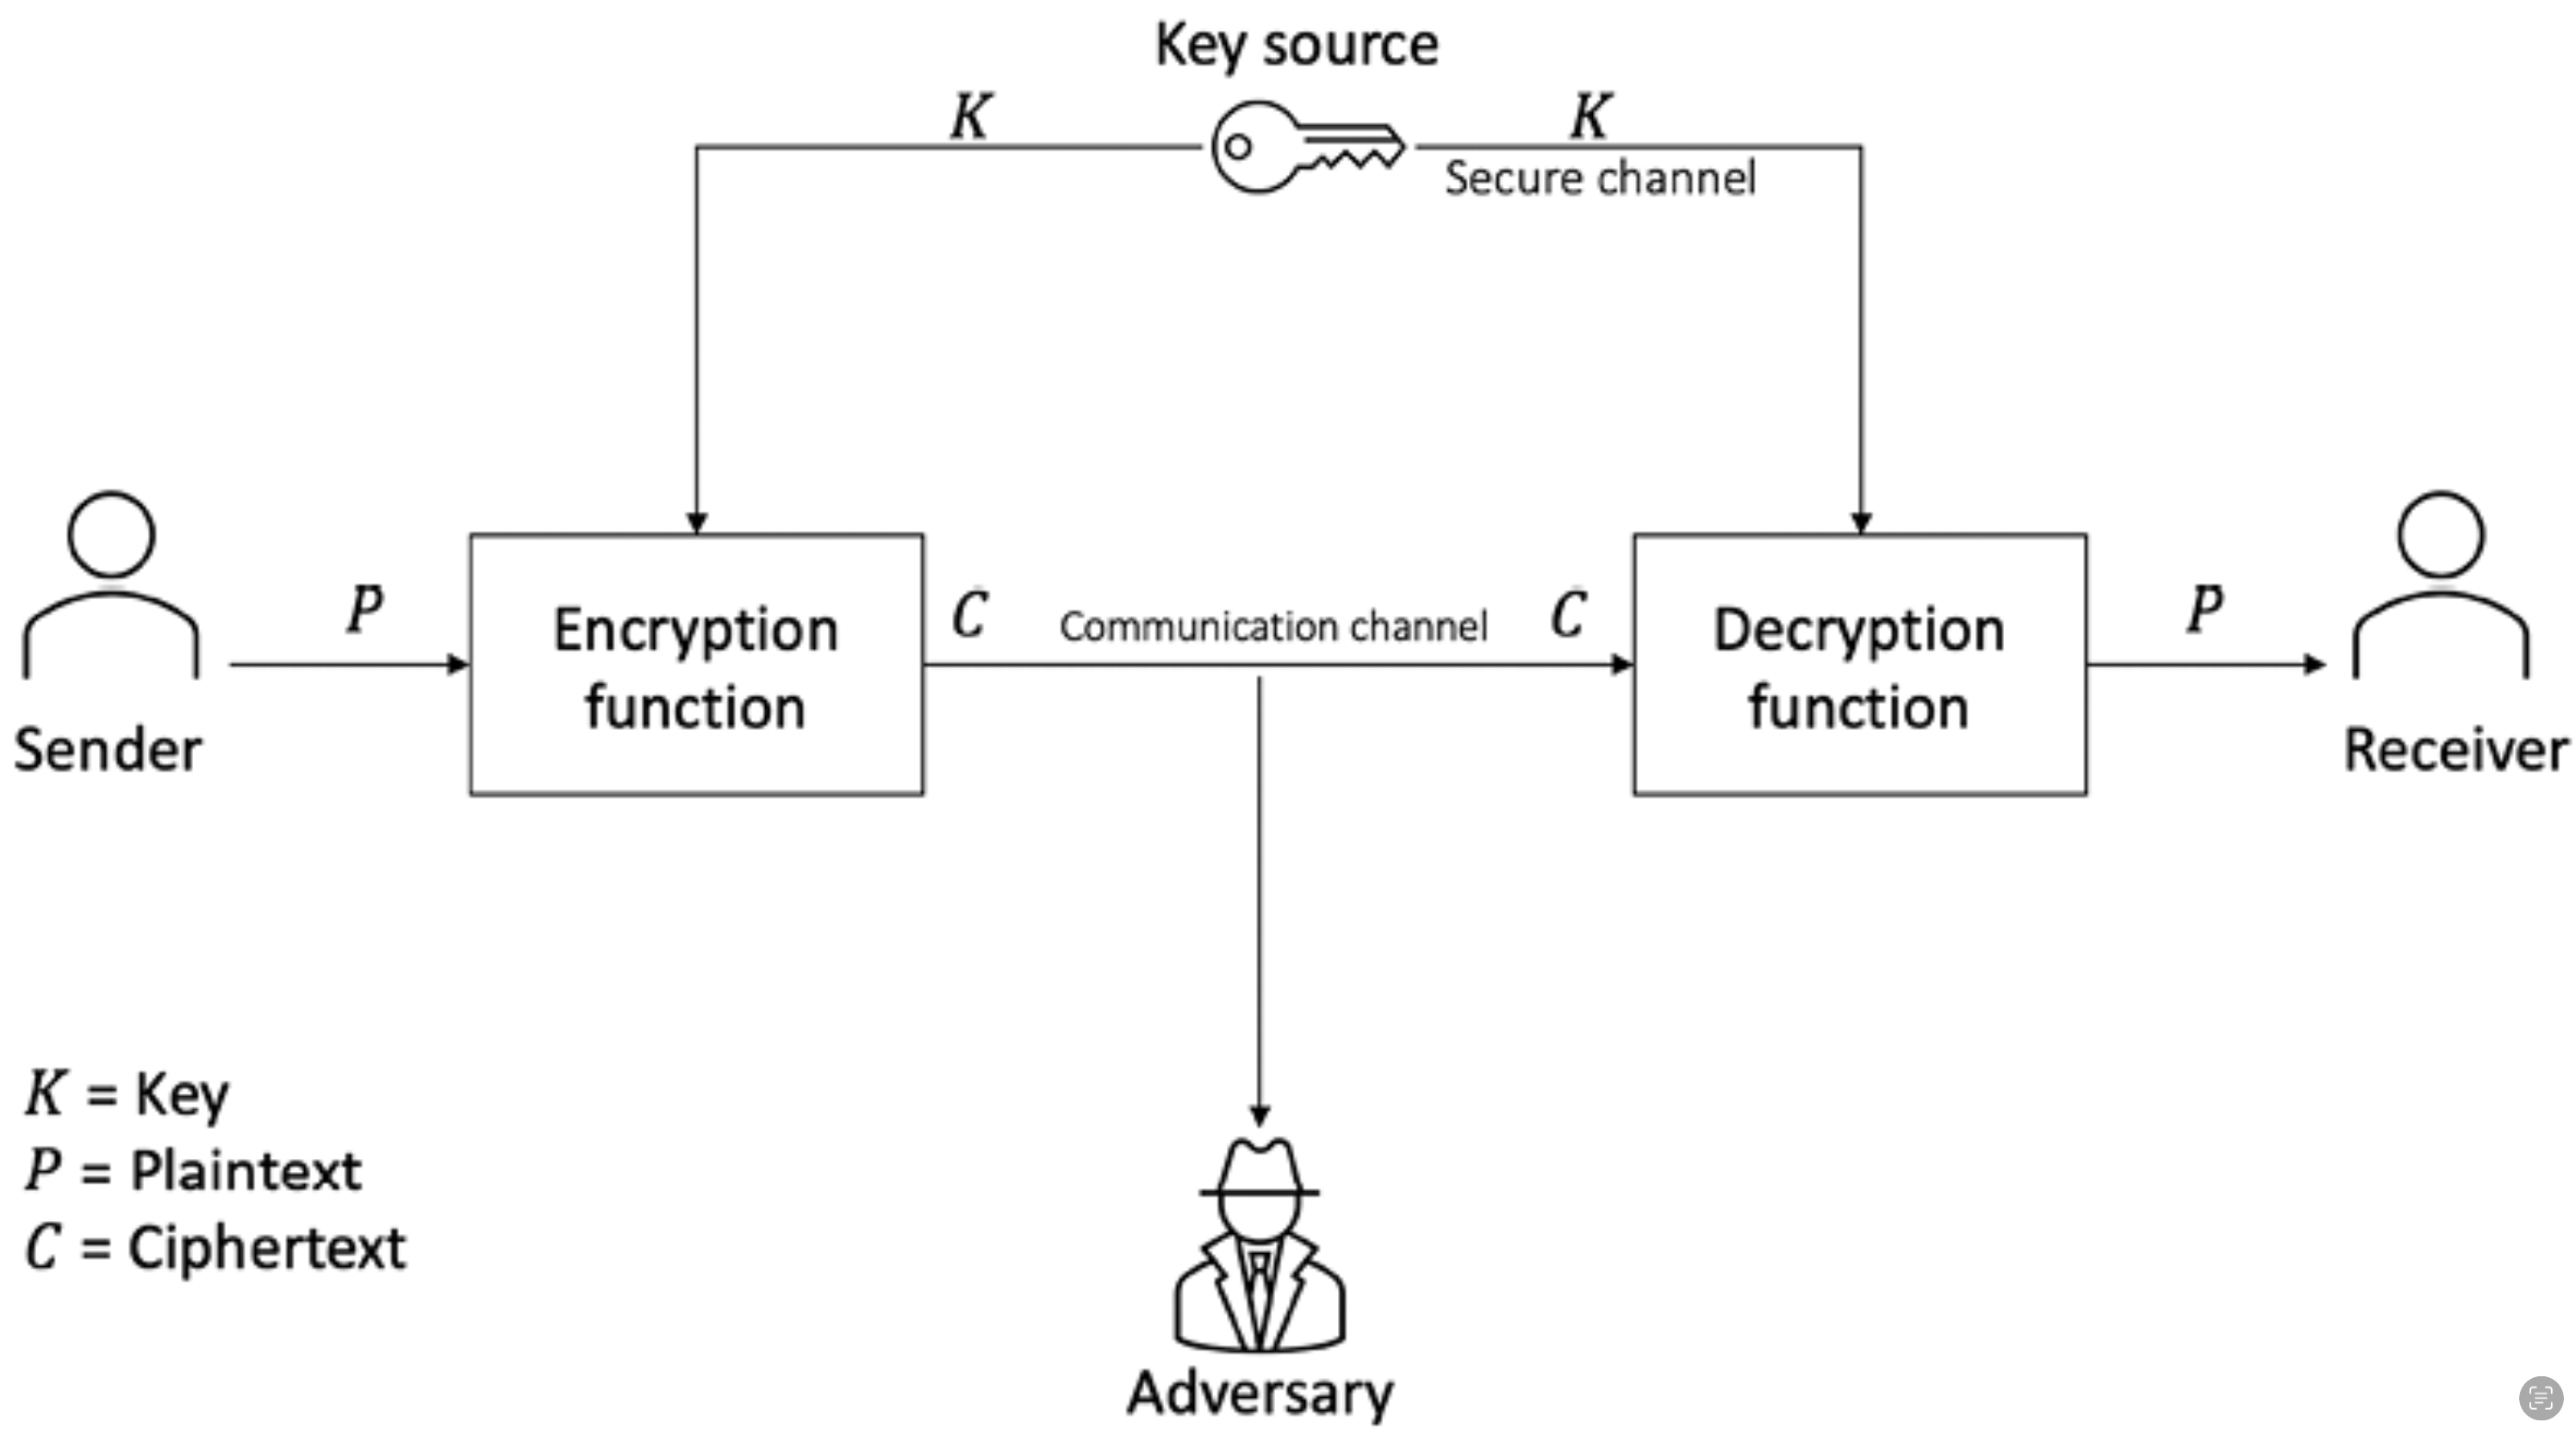 Key source
K
K
Secure channel
P
Encryption
function
C
Communication channel
C
Decryption
function
P
Sender
Receiver
K = Key
P = Plaintext
C = Ciphertext
Adversary